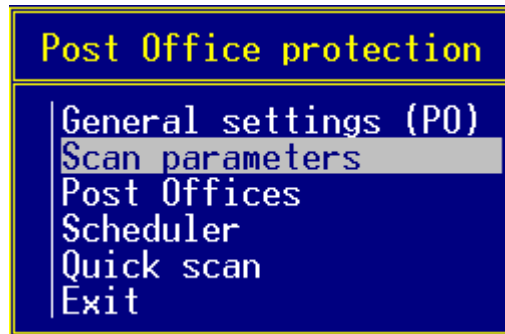 Post Office protection
General settings (PO)
Scan parameters
Post Offices
Scheduler
Quick scan
Exit